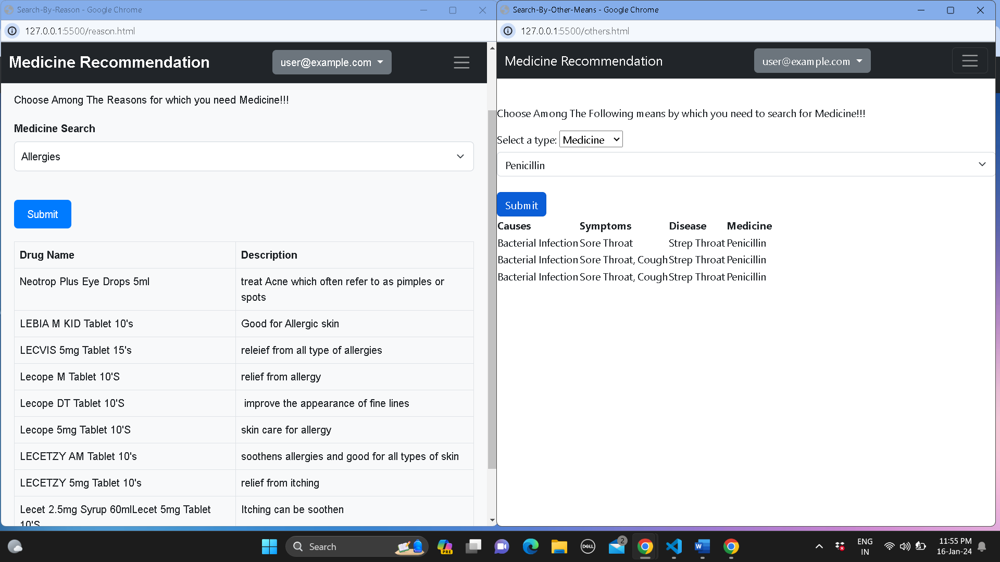 Search-By-Reason - Google Chrome
127.0.0.1:5500/reason.html
Medicine Recommendation
user@example.com
Choose Among The Reasons for which you need Medicine!!!
Medicine Search
Allergies
Submit
Drug Name Description
Neotrop Plus Eye Drops 5ml treat Acne which often refer to as pimples or
spots
LEBIA M KID Tablet 10's Good for Allergic skin
LECVIS 5mg Tablet 15's releief from all type of allergies
Lecope M Tablet 10'S relief from allergy
Lecope DT Tablet 10'S improve the appearance of fine lines
Lecope 5mg Tablet 10'S skin care for allergy
LECETZY AM Tablet 10's soothens allergies and good for all types of skin
LECETZY 5mg Tablet 10's relief from itching
Lecet 2.5mg Syrup 60mlLecet 5mg Tablet Itching can be soothen
10'S
Search-By-Other-Means - Google Chrome
127.0.0.1:5500/others.html
Medicine Recommendation
user@example.com
Choose Among The Following means by which you need to search for Medicine!!!
Select a type: Medicine
Penicillin
Submit
Causes Symptoms Disease Medicine
Bacterial Infection Sore Throat Strep Throat Penicillin
Bacterial Infection Sore Throat, Cough Strep Throat Penicillin
Bacterial Infection Sore Throat, Cough Strep Throat Penicillin
Search
PRE
DELL
2
W
ENG
IN
11:55 PM
16-Jan-24